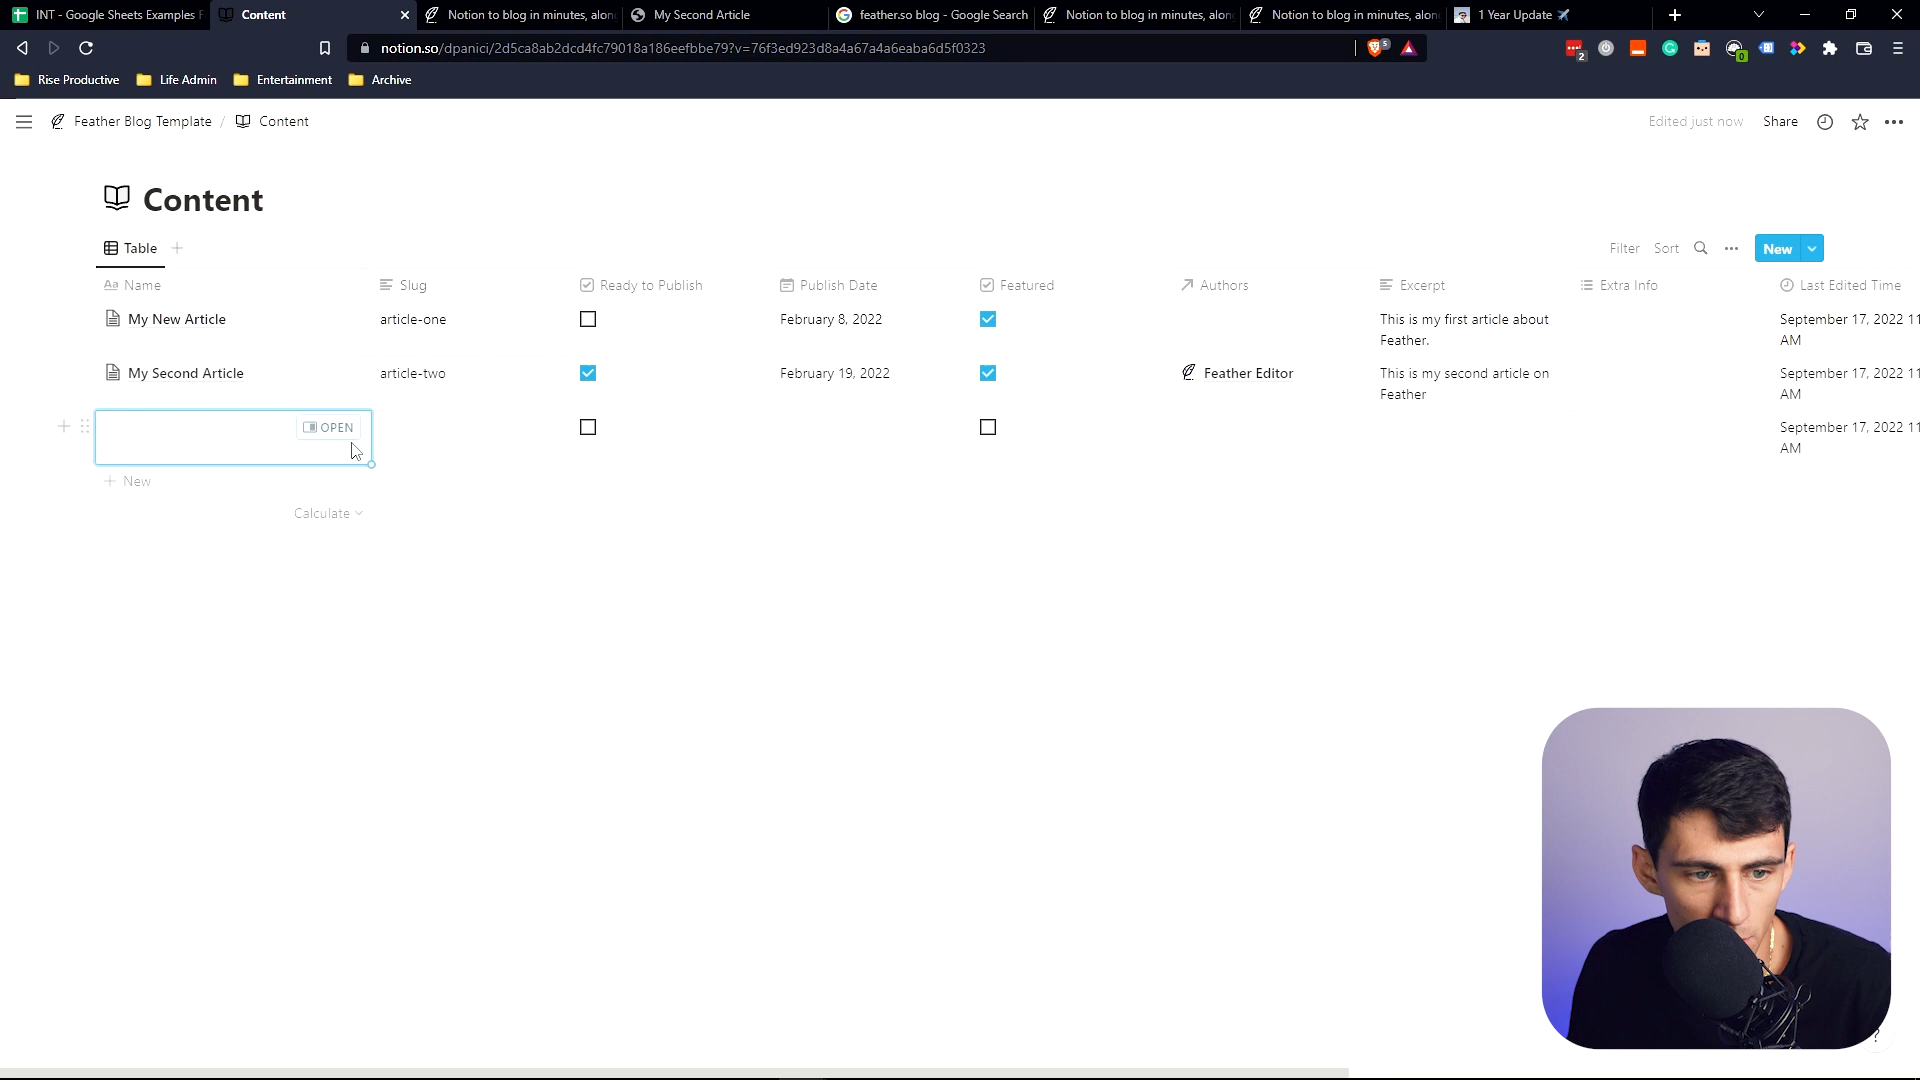 INT - Google Sheets Examples F
Content
Notion to blog in minutes, alon
My Second Article
feather.so blog - Google Search
Notion to blog in minutes, alon
Notion to blog in minutes, alon
1 Year Update
notion.so/dpanici/2d5ca8ab2dcd4fc79018a186eefbbe79?v=76f3ed923d8a4a67a4a6eaba6d5f0323
5
2
0
Rise Productive
Life Admin
Entertainment
Archive
Feather Blog Template / Content
Edited just now
Share
Content
Table
Filter
Sort
New
Aa Name
Slug
Ready to Publish
Publish Date
Featured
Authors
Excerpt
Extra Info
Last Edited Time
My New Article
article-one
February 8, 2022
This is my first article about
Feather.
September 17, 2022 11
AM
My Second Article
article-two
February 19, 2022
Feather Editor
This is my second article on
Feather
September 17, 2022 11
AM
OPEN
September 17, 2022 11
AM
+ New
Calculate
?